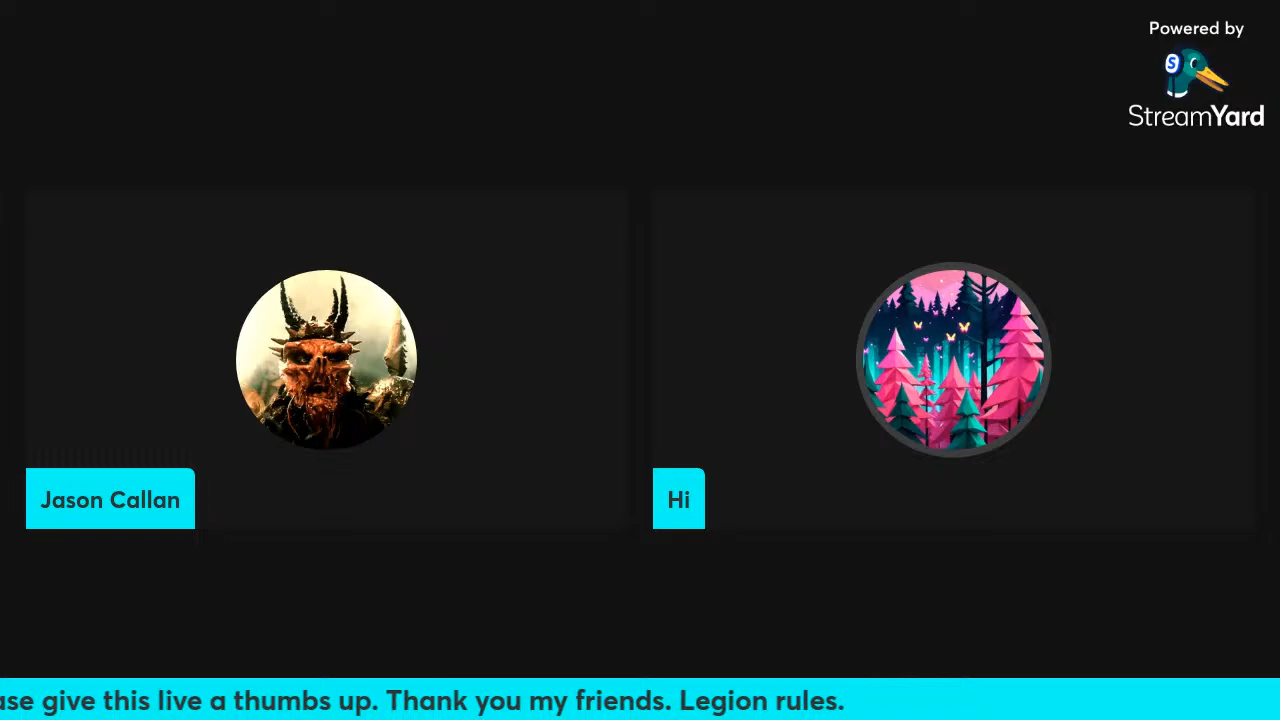 Powered by
S
StreamYard
Jason Callan
Hi
give this live a thumbs up. Thank you my friends. Legion rules.